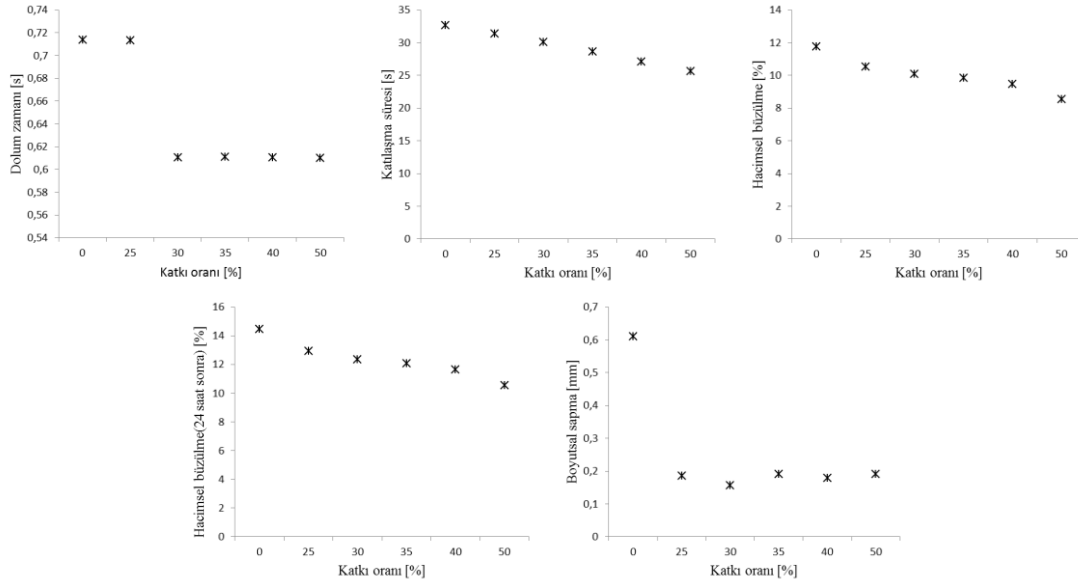 Dolum zamanı [s]
0,74
0,72
0,7
0,68
0,66
0,64
0,62
0,6
0,58
0,56
0,54
0 25 30 35 40 50
Katkı oranı [%]
Katılaşma süresi [s]
35
30
25
20
15
10
5
0
0 25 30 35 40 50
Katkı oranı [%]
Hacimsel büzülme [%]
14
12
10
8
6
4
2
0
0 25 30 35 40 50
Katkı oranı [%]
Hacimsel büzülme(24 saat sonra) [%]
16
14
12
10
8
6
4
2
0
0 25 30 35 40 50
Katkı oranı [%]
Boyutsal sapma [mm]
0,7
0,6
0,5
0,4
0,3
0,2
0,1
0
0 25 30 35 40 50
Katkı oranı [%]